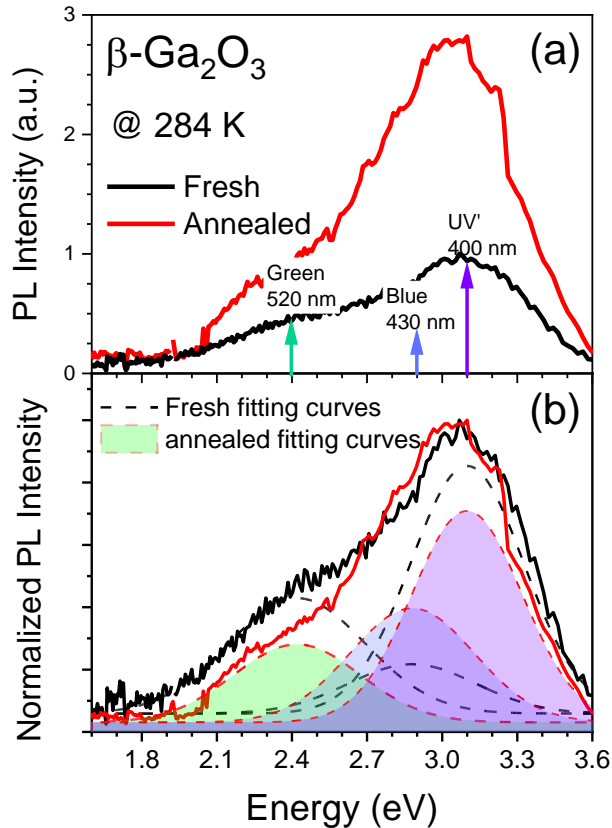 3
2
1
0
PL Intensity (a.u.)
β-Ga₂O₃
(a)
@ 284 K
Fresh
Annealed
UV'
400 nm
Green
520 nm
Blue
430 nm
(b)
Fresh fitting curves
annealed fitting curves
Normalized PL Intensity
1.8 2.1 2.4 2.7 3.0 3.3 3.6
Energy (eV)